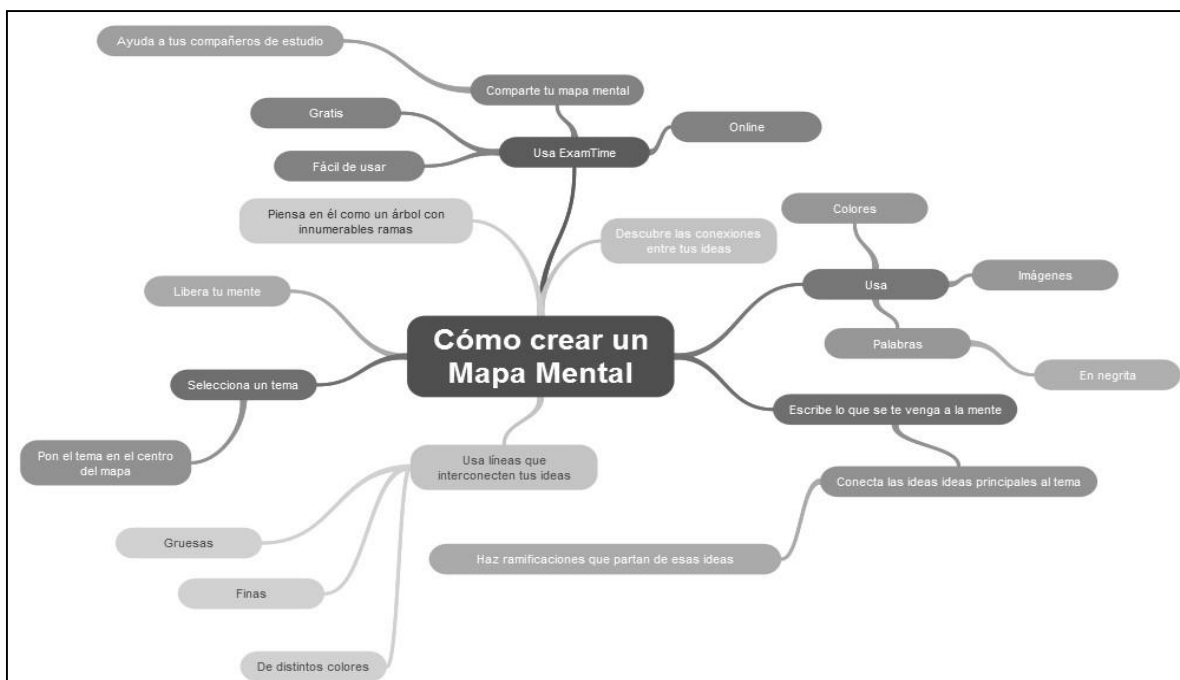 Ayuda a tus compañeros de estudio
Comparte tu mapa mental
Gratis
Online
Usa ExamTime
Fácil de usar
Piensa en él como un árbol con
innumerables ramas
Descubre las conexiones
entre tus ideas
Colores
Imágenes
Usa
Libera tu mente
Cómo crear un
Mapa Mental
Palabras
En negrita
Selecciona un tema
Escribe lo que se te venga a la mente
Pon el tema en el centro
del mapa
Usa líneas que
interconecten tus ideas
Conecta las ideas ideas principales al tema
Gruesas
Haz ramificaciones que partan de esas ideas
Finas
De distintos colores